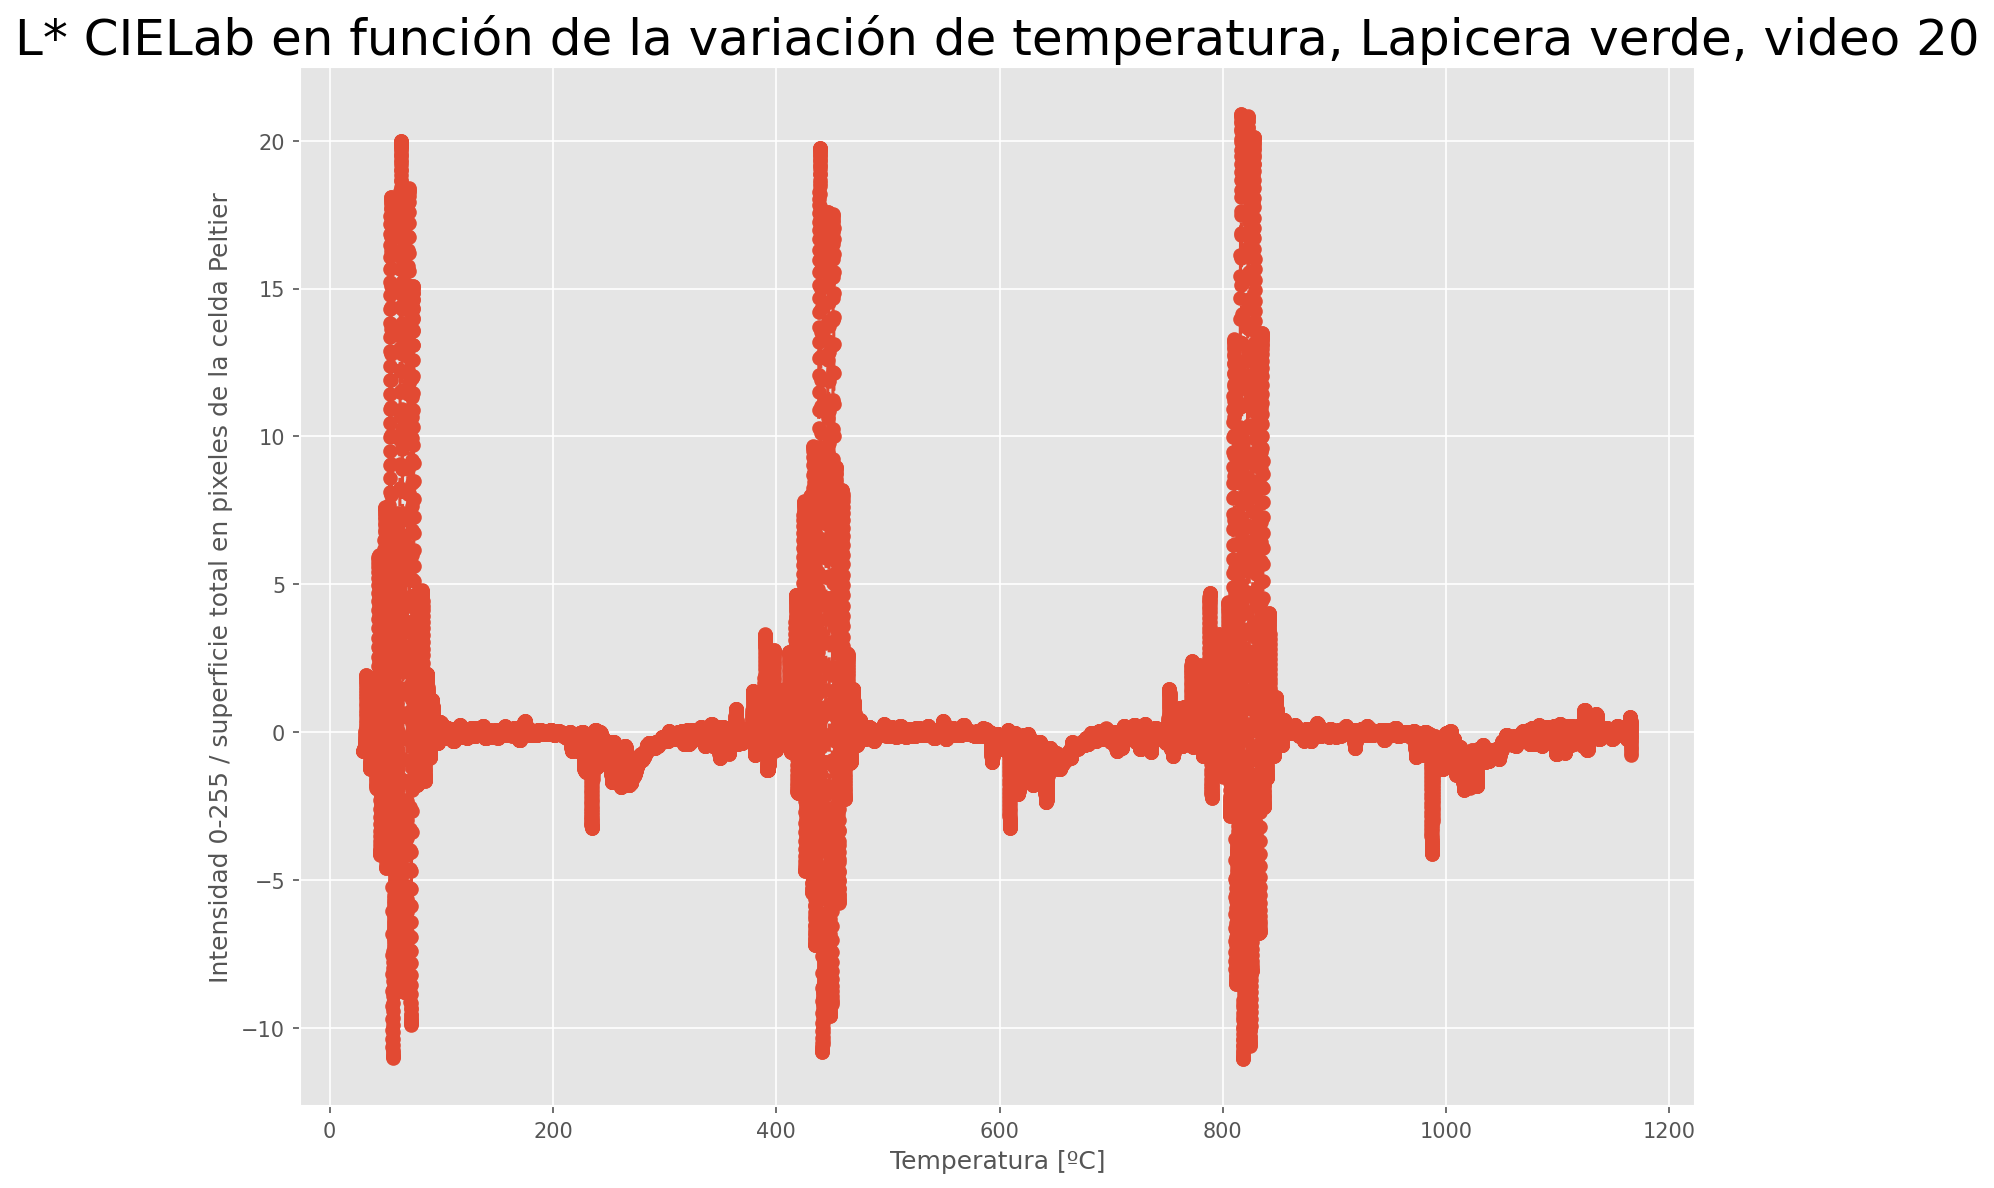 L* CIELab en función de la variación de temperatura, Lapicera verde, video 20
Intensidad 0-255 / superficie total en pixeles de la celda Peltier
20
15
10
5
0
−5
−10
0 200 400 600 800 1000 1200
Temperatura [ºC]